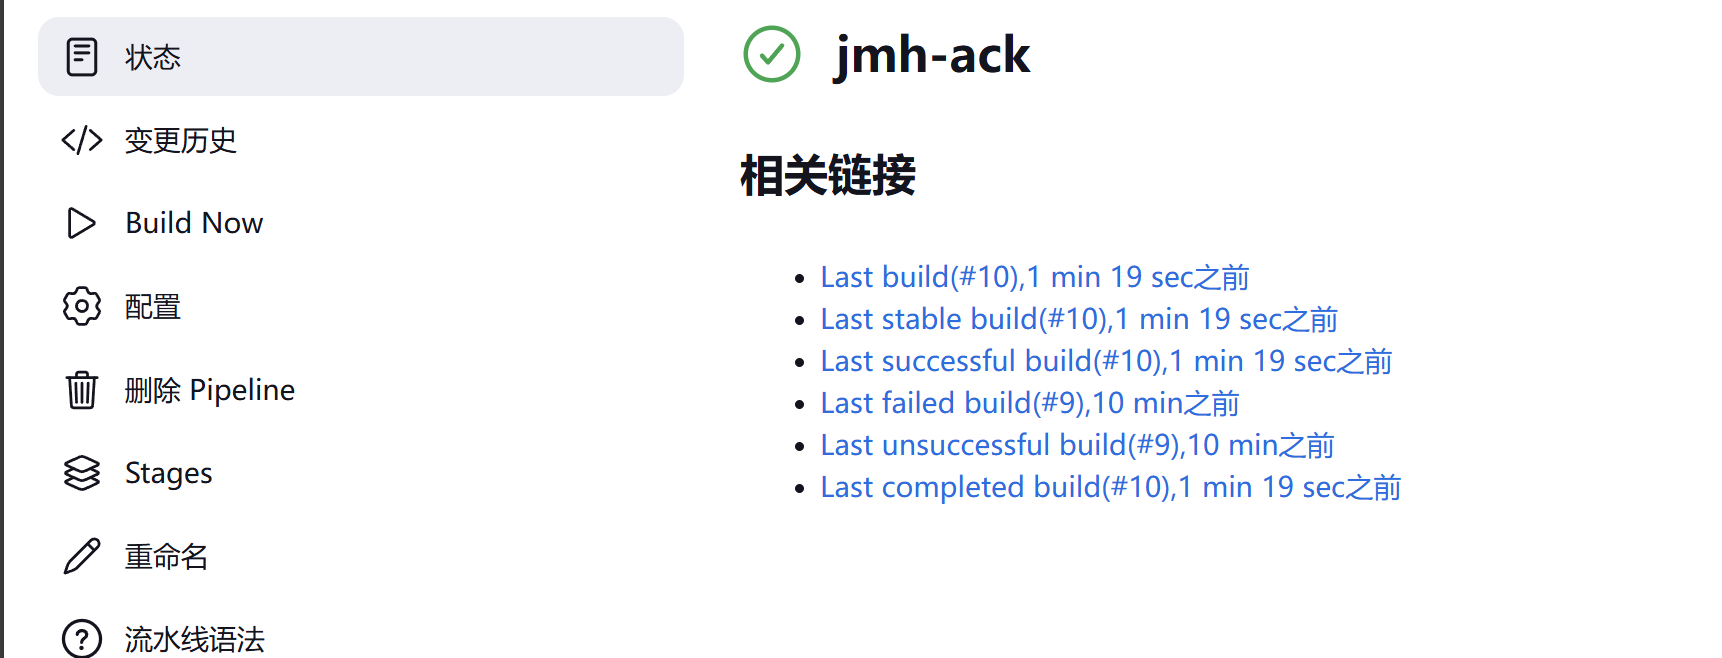 状态
变更历史
Build Now
配置
删除 Pipeline
Stages
重命名
流水线语法
jmh-ack
相关链接
Last build(#10),1 min 19 sec之前
Last stable build(#10),1 min 19 sec之前
Last successful build(#10),1 min 19 sec之前
Last failed build(#9),10 min之前
Last unsuccessful build(#9),10 min之前
Last completed build(#10),1 min 19 sec之前